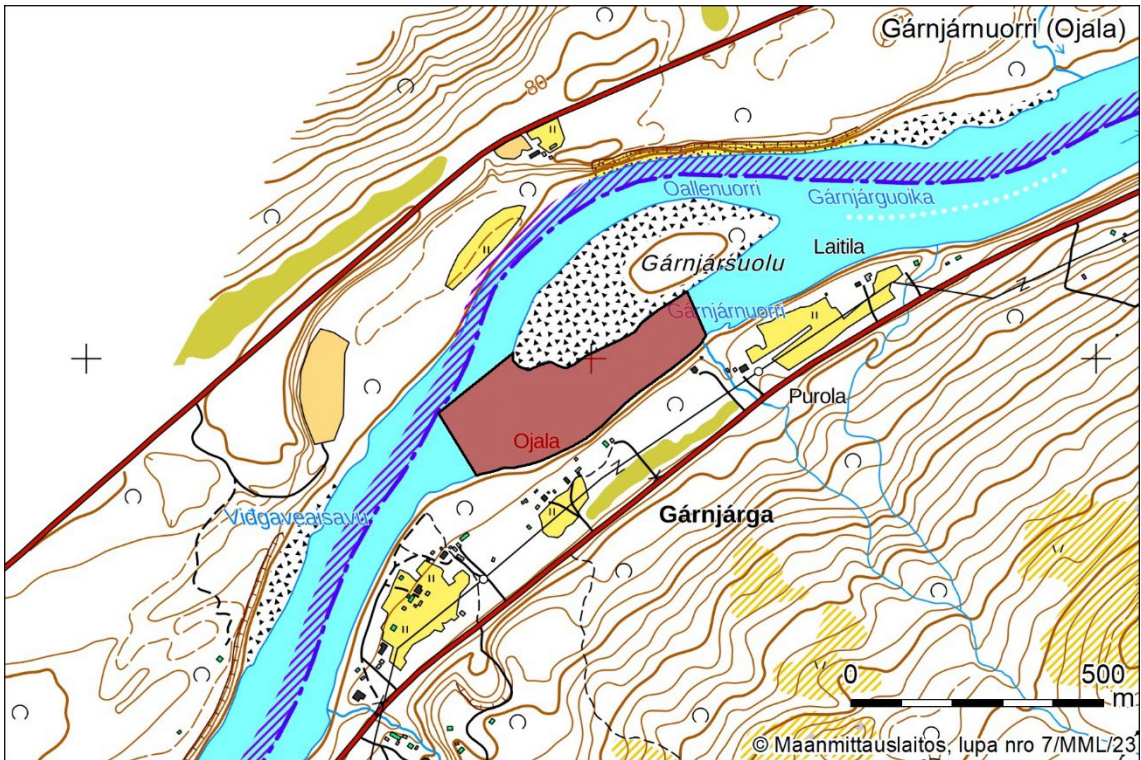 Gárnjárnuorri (Ojala)
80
Oallenuorri
Gárnjárguoika
Laitila
Gárnjársuolu
Gárnjárnuorri
Purola
Ojala
Gárnjárga
Vidgaveaisavu
0 500
m
© Maanmittauslaitos, lupa nro 7/MML/23